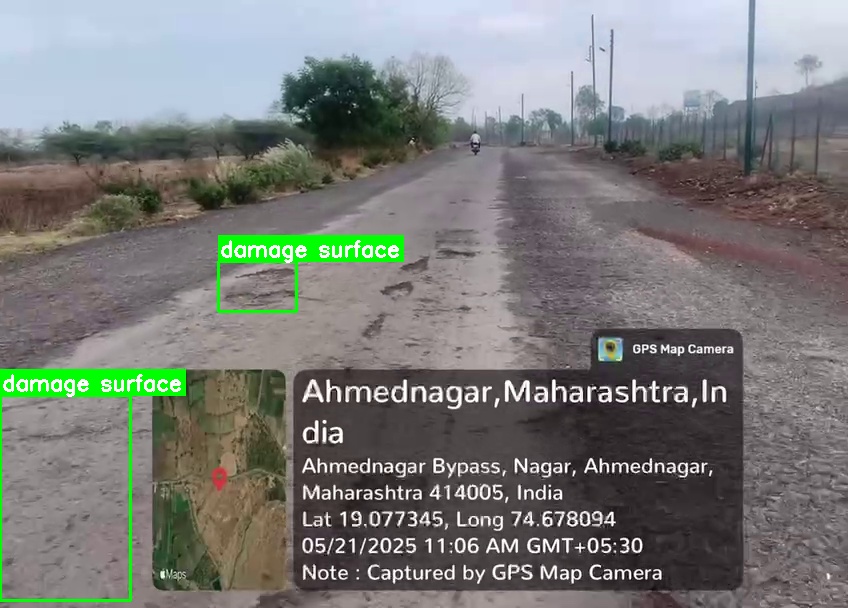 damage surface
GPS Map Camera
damage surface
Ahmednagar,Maharashtra,In
dia
Ahmednagar Bypass, Nagar, Ahmednagar,
Maharashtra 414005, India
Lat 19.077345, Long 74.678094
05/21/2025 11:06 AM GMT+05:30
Note : Captured by GPS Map Camera
Maps